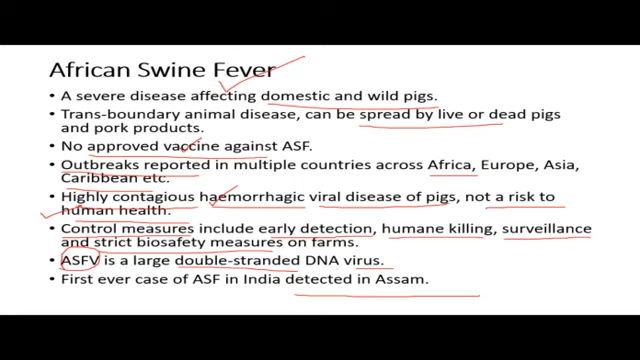 African Swine Fever
• A severe disease affecting domestic and wild pigs.
• Trans-boundary animal disease, can be spread by live or dead pigs
and pork products.
• No approved vaccine against ASF.
• Outbreaks reported in multiple countries across Africa, Europe, Asia,
Caribbean etc.
• Highly contagious haemorrhagic viral disease of pigs, not a risk to
human health.
• Control measures include early detection, humane killing, surveillance
and strict biosafety measures on farms.
• ASFV is a large double-stranded DNA virus.
• First ever case of ASF in India detected in Assam.